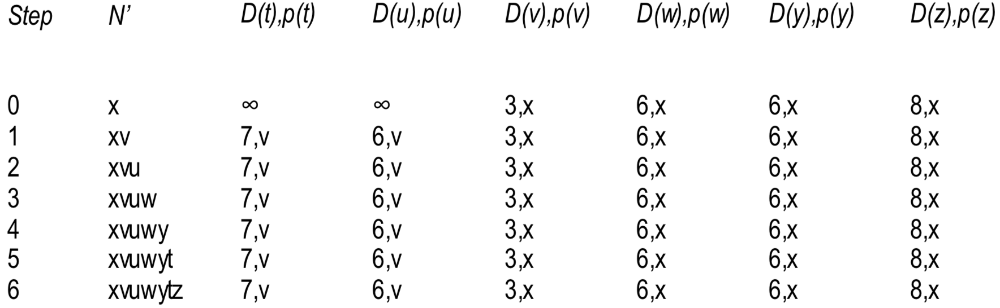 Step N’ D(t),p(t) D(u),p(u) D(v),p(v) D(w),p(w) D(y),p(y) D(z),p(z)
0 x ∞ ∞ 3,x 6,x 6,x 8,x
1 xv 7,v 6,v 3,x 6,x 6,x 8,x
2 xvu 7,v 6,v 3,x 6,x 6,x 8,x
3 xvuw 7,v 6,v 3,x 6,x 6,x 8,x
4 xvuwy 7,v 6,v 3,x 6,x 6,x 8,x
5 xvuwyt 7,v 6,v 3,x 6,x 6,x 8,x
6 xvuwytz 7,v 6,v 3,x 6,x 6,x 8,x